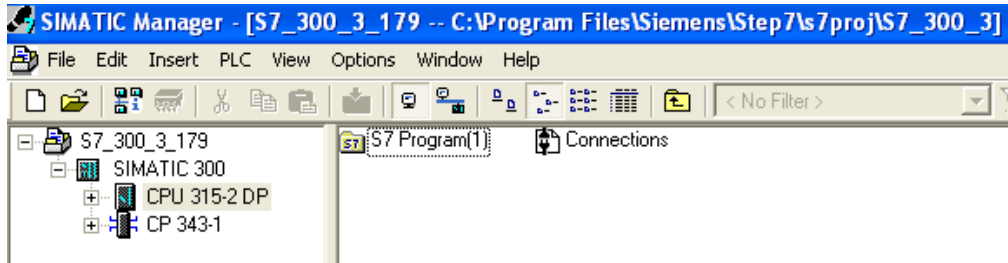 SIMATIC Manager - [S7_300_3_179 -- C:\Program Files\Siemens\Step7\s7proj\S7_300_3]
File Edit Insert PLC View Options Window Help
< No Filter >
S7_300_3_179
SIMATIC 300
CPU 315-2 DP
CP 343-1
S7 S7 Program(1) Connections